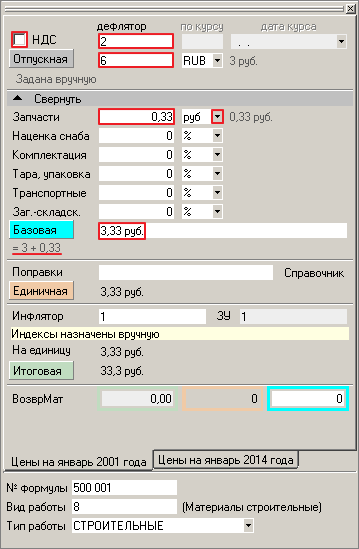 дефлятор по курсу дата курса
НДС 2 . .
Отпускная 6 RUB 3 руб.
Задана вручную
Свернуть
Запчасти 0,33 руб 0,33 руб.
Наценка снаба 0 %
Комплектация 0 %
Тара, упаковка 0 %
Транспортные 0 %
Заг.-складск. 0 %
Базовая 3,33 руб.
= 3 + 0,33
Поправки Справочник
Единичная 3,33 руб.
Инфлятор 1 ЗУ 1
Индексы назначены вручную
На единицу 3,33 руб.
Итоговая 33,3 руб.
ВозврМат 0,00 0 0
Цены на январь 2001 года Цены на январь 2014 года
№ формулы 500 001
Вид работы 8 (Материалы строительные)
Тип работы СТРОИТЕЛЬНЫЕ